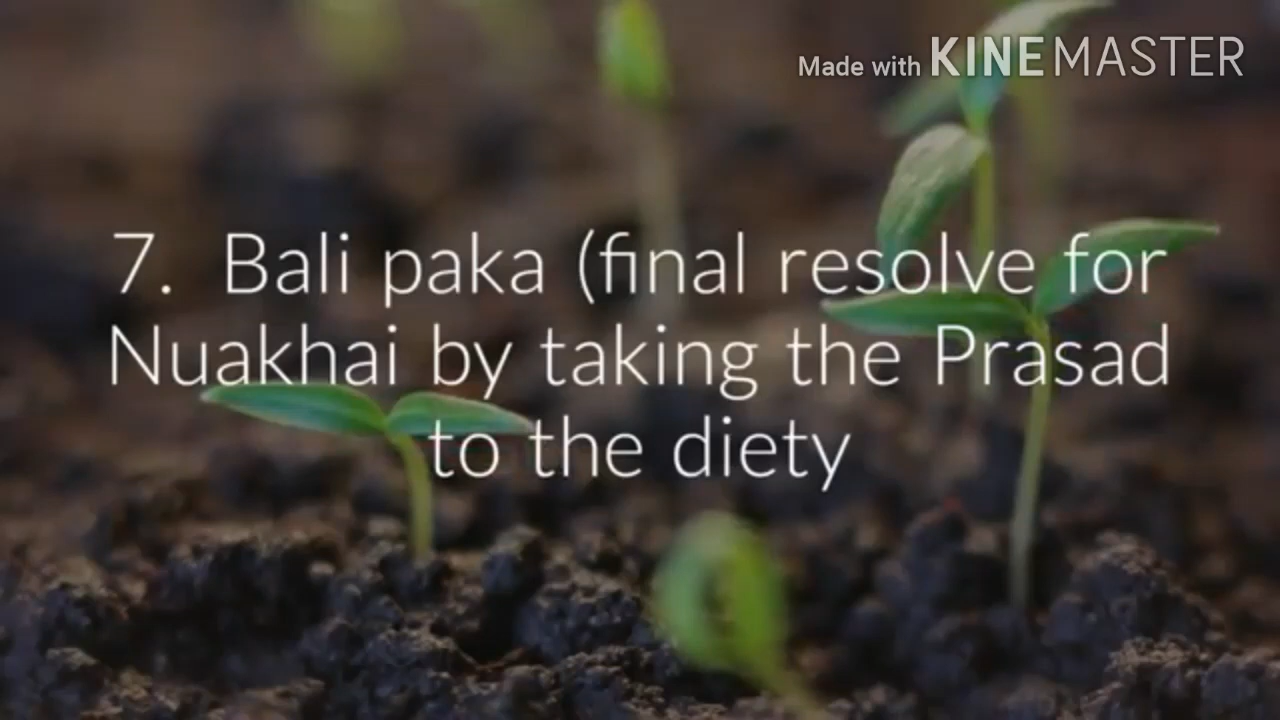 Made with KINEMASTER
7. Bali paka (final resolve for
Nuakhai by taking the Prasad
to the diety